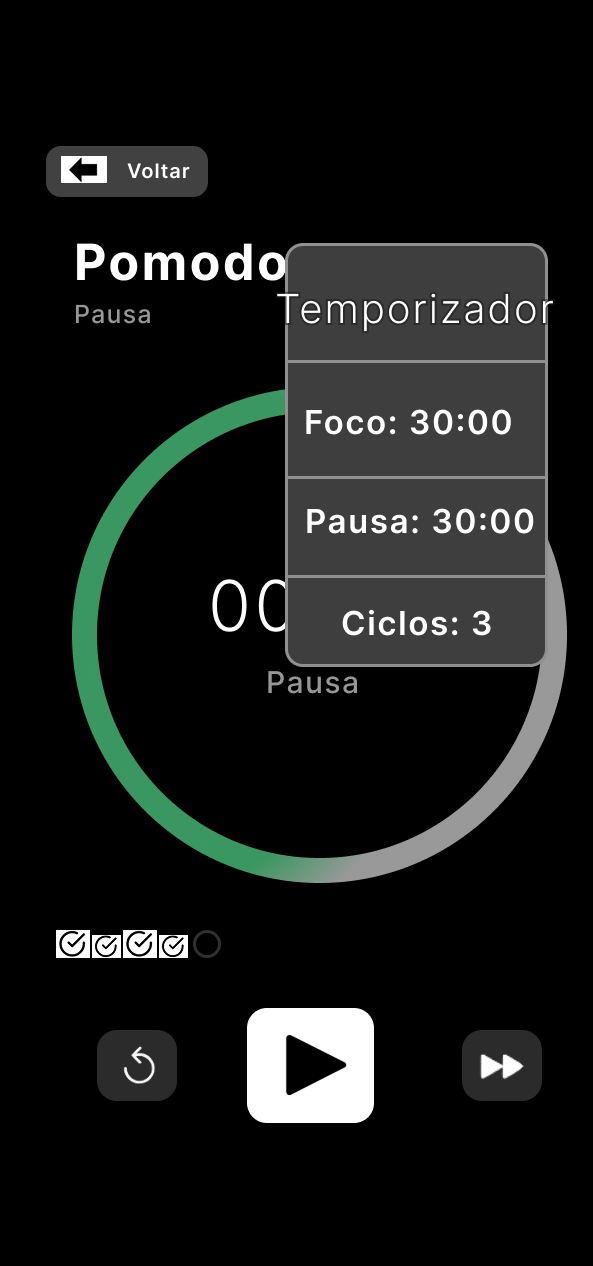 Voltar
Pomodo
Pausa
Temporizador
Foco: 30:00
Pausa: 30:00
Ciclos: 3
00
Pausa